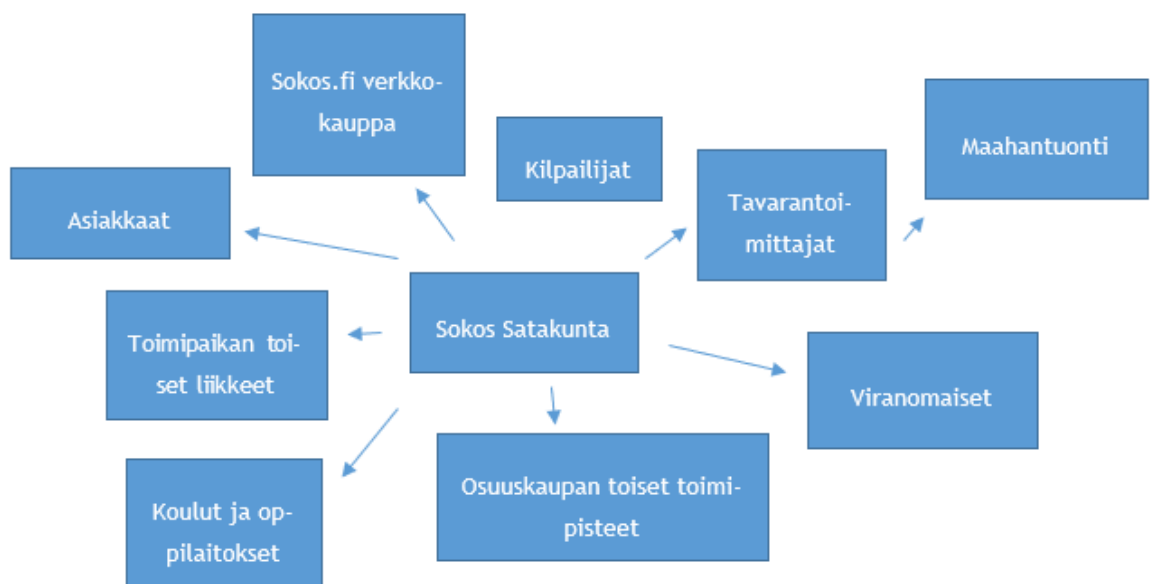 Sokos.fi verkko-
kauppa
Kilpailijat
Maahantuonti
Tavarantoi-
mittajat
Asiakkaat
Sokos Satakunta
Toimipaikan toi-
set liikkeet
Viranomaiset
Osuuskaupan toiset toimi-
pisteet
Koulut ja op-
pilaitokset